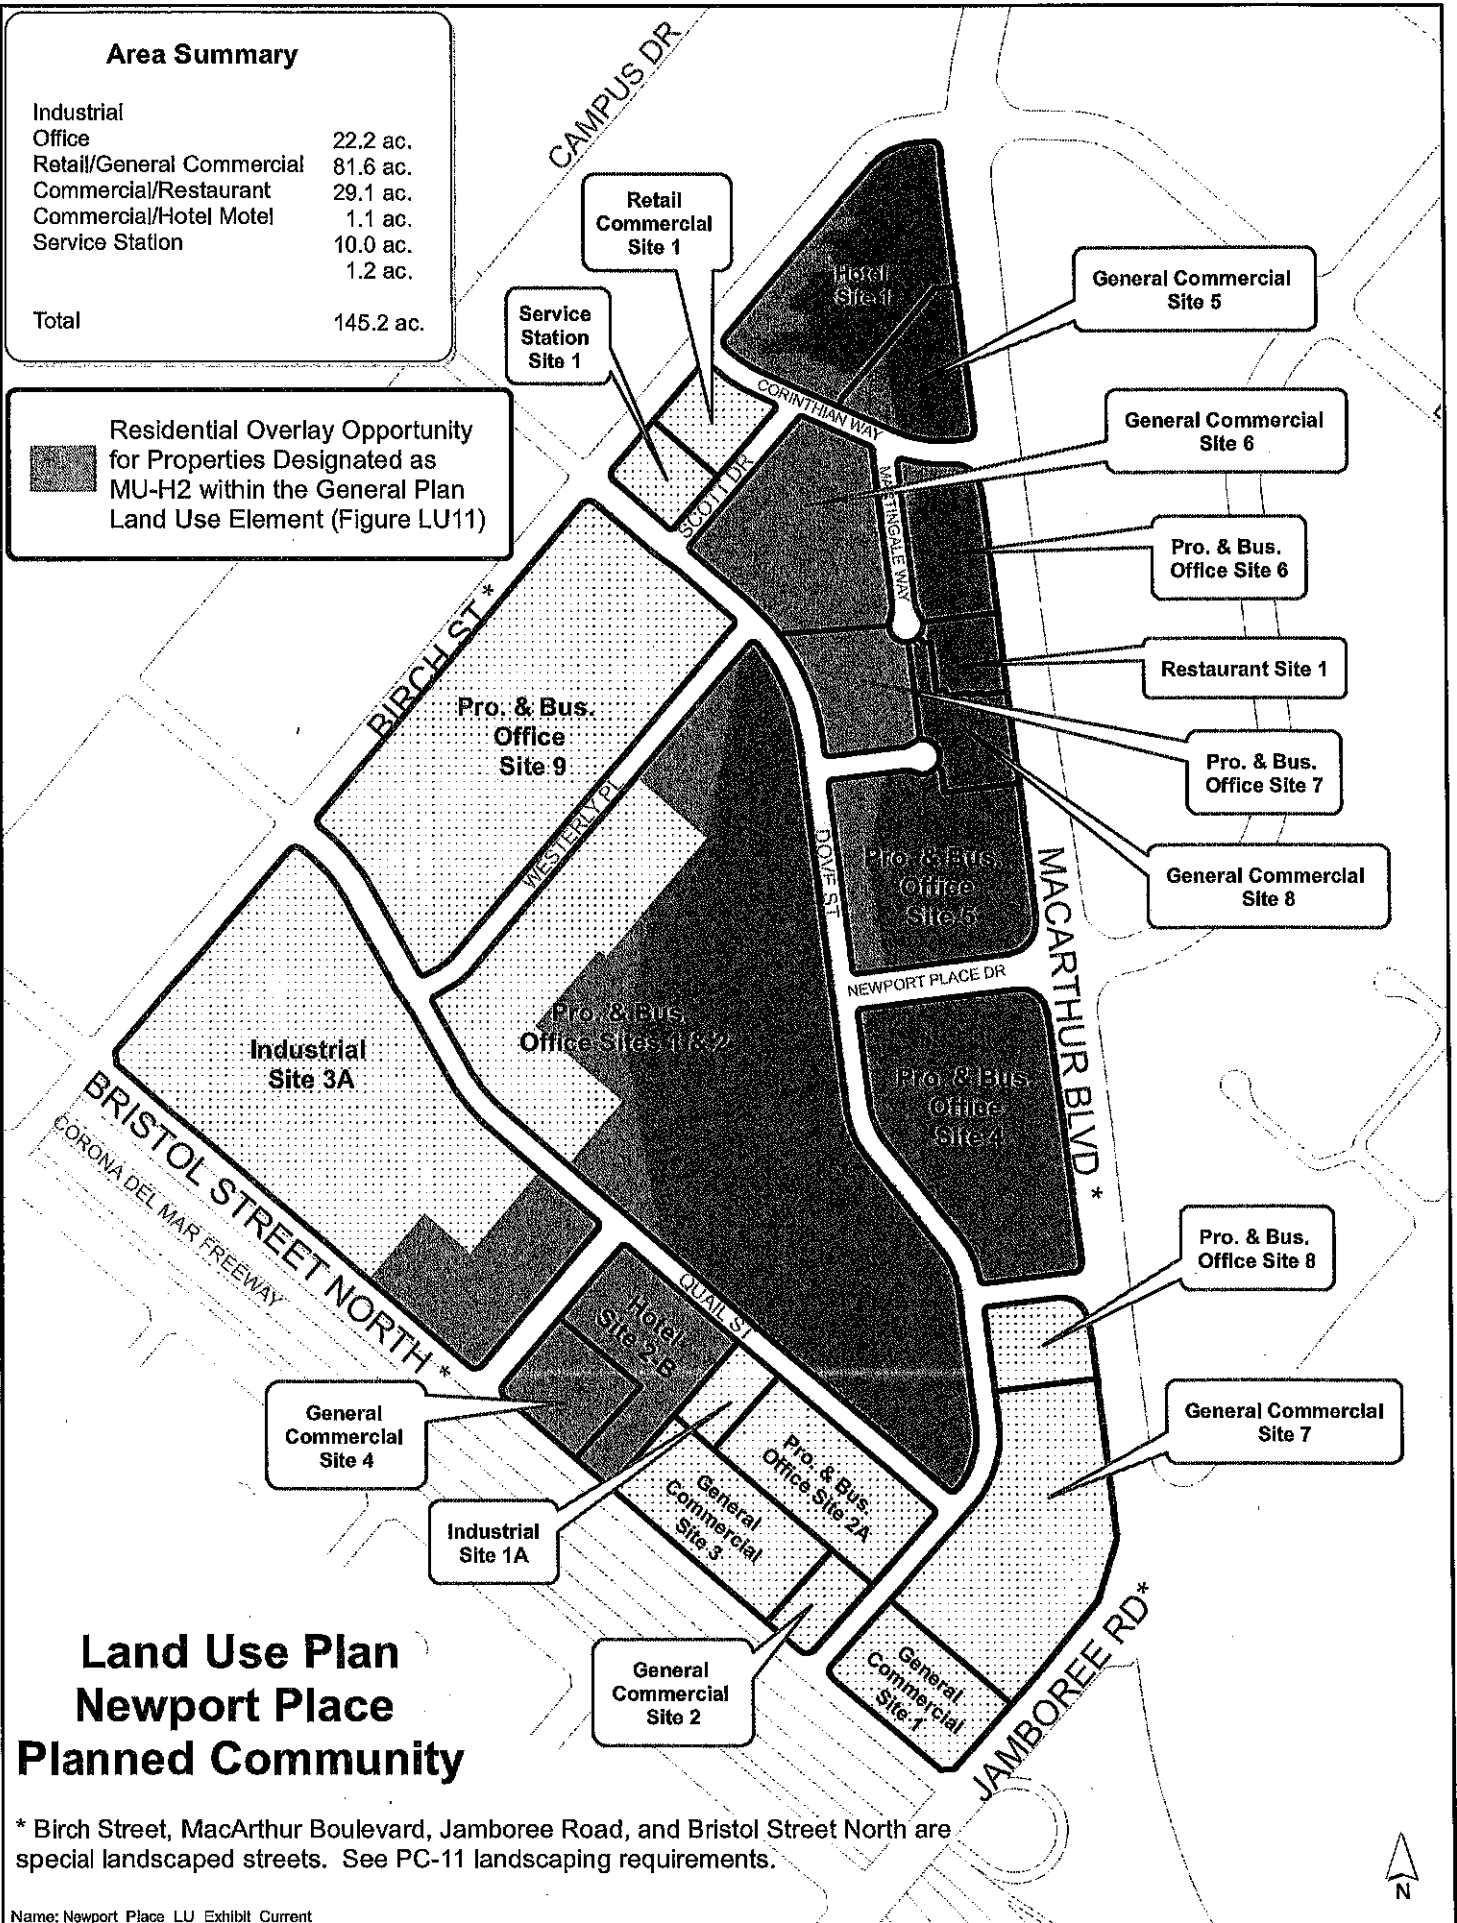 Area Summary
Industrial
Office 22.2 ac.
Retail/General Commercial 81.6 ac.
Commercial/Restaurant 29.1 ac.
Commercial/Hotel Motel 1.1 ac.
Service Station 10.0 ac.
1.2 ac.
Total 145.2 ac.
Residential Overlay Opportunity
for Properties Designated as
MU-H2 within the General Plan
Land Use Element (Figure LU11)
CAMPUS DR
Retail
Commercial
Site 1
Service
Station
Site 1
Hotel
Site 1
General Commercial
Site 5
CORINTHIAN WAY
General Commercial
Site 6
SCOTT DR
MARTINGALE WAY
Pro. & Bus.
Office Site 6
Restaurant Site 1
BIRCH ST *
Pro. & Bus.
Office
Site 9
Pro. & Bus.
Office Site 7
WESTERLY PL
DOVE ST
Pro. & Bus.
Office
Site 5
General Commercial
Site 8
MACARTHUR BLVD *
NEWPORT PLACE DR
Pro. & Bus.
Office Sites 1 & 2
Industrial
Site 3A
Pro. & Bus.
Office
Site 4
BRISTOL STREET NORTH *
CORONA DEL MAR FREEWAY
Pro. & Bus.
Office Site 8
QUAIL ST
Hotel
Site 2-B
General
Commercial
Site 4
General Commercial
Site 7
Pro. & Bus.
Office Site 2A
General
Commercial
Site 3
Industrial
Site 1A
General
Commercial
Site 2
General
Commercial
Site 1
JAMBOREE RD*
Land Use Plan
Newport Place
Planned Community
* Birch Street, MacArthur Boulevard, Jamboree Road, and Bristol Street North are
special landscaped streets. See PC-11 landscaping requirements.
N
Name: Newport_Place_LU_Exhibit_Current